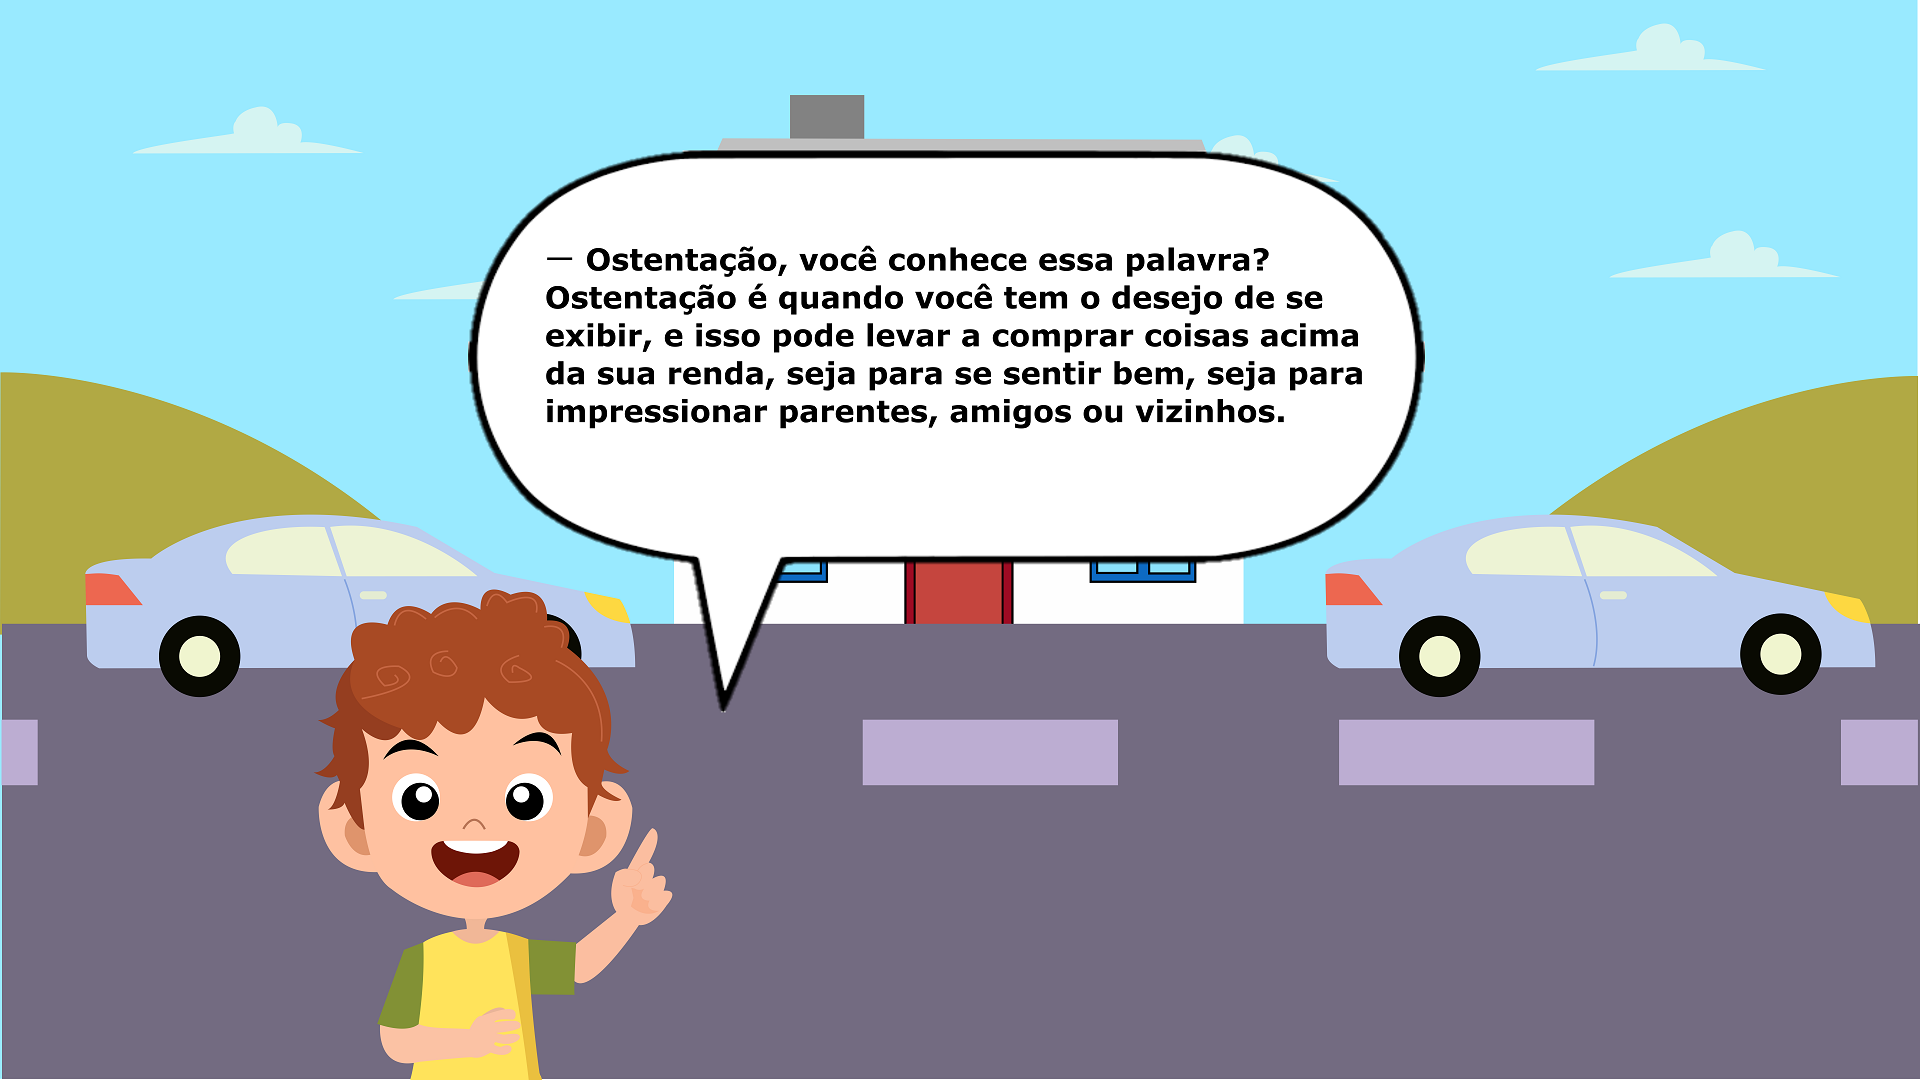 — Ostentação, você conhece essa palavra?
Ostentação é quando você tem o desejo de se
exibir, e isso pode levar a comprar coisas acima
da sua renda, seja para se sentir bem, seja para
impressionar parentes, amigos ou vizinhos.